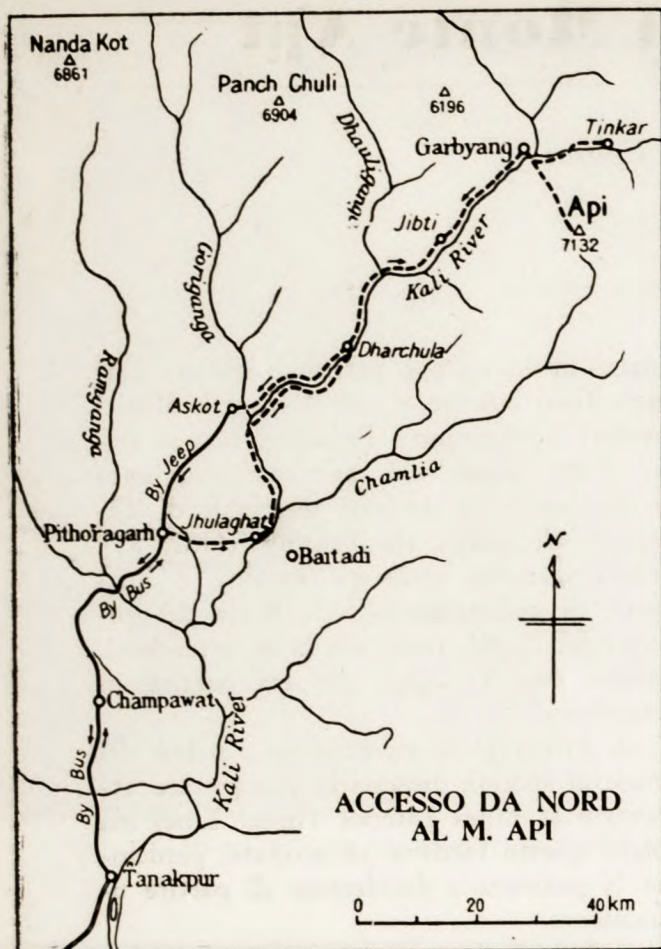 Nanda Kot
6861
Panch Chuli
6904
6196
Dhauliganga
Garbyang
Tinkar
Api
7132
Jibti
Kali River
Goriganga
Ramganga
Dharchula
Askot
Chamlia
By Jeep
Jhulaghat
Pithoragarh
Baitadi
By Bus
N
Champawat
Kali River
By Bus
ACCESSO DA NORD
AL M. API
Tanakpur
0 20 40 km